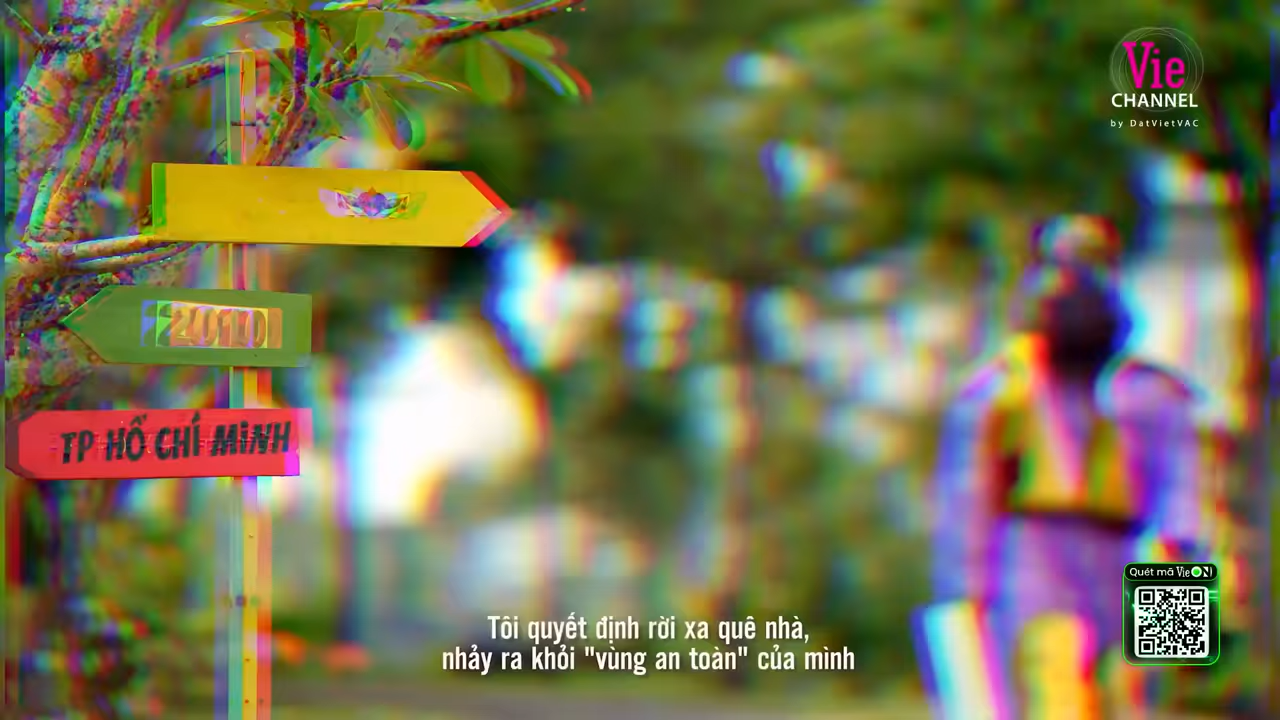 Vie
CHANNEL
by DatVietVAC
2010
TP HỒ CHÍ MINH
Quét mã VieON
Tôi quyết định rời xa quê nhà,
nhảy ra khỏi "vùng an toàn" của mình